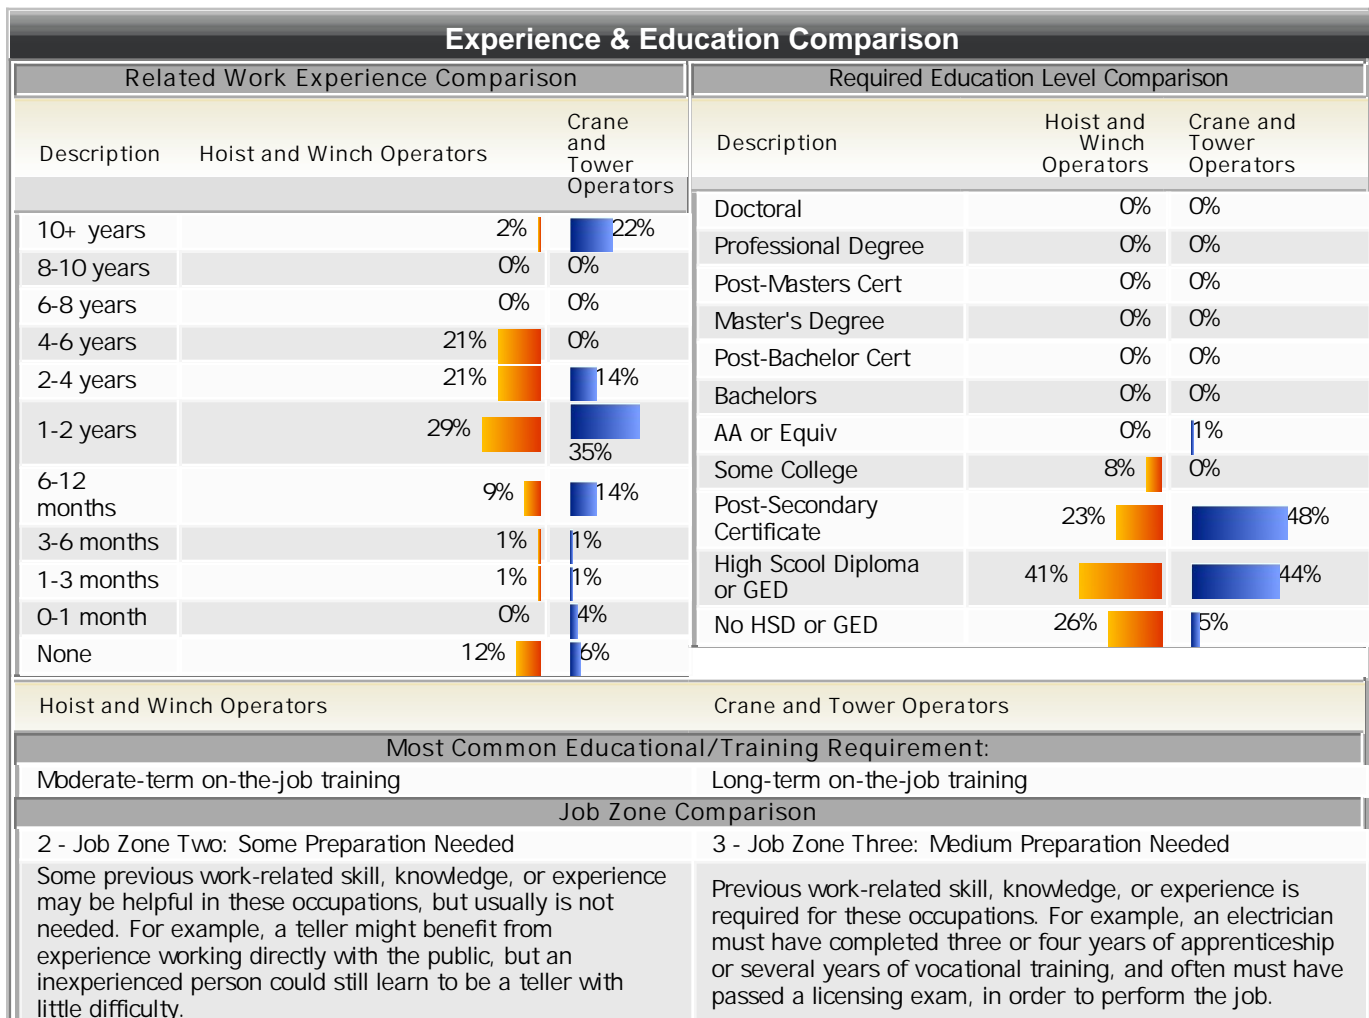 Experience & Education Comparison
Related Work Experience Comparison
Description Hoist and Winch Operators Crane
and
Tower
Operators
10+ years 2% 22%
8-10 years 0% 0%
6-8 years 0% 0%
4-6 years 21% 0%
2-4 years 21% 14%
1-2 years 29% 35%
6-12
months 9% 14%
3-6 months 1% 1%
1-3 months 1% 1%
0-1 month 0% 4%
None 12% 6%
Required Education Level Comparison
Description Hoist and
Winch
Operators Crane and
Tower
Operators
Doctoral 0% 0%
Professional Degree 0% 0%
Post-Masters Cert 0% 0%
Master's Degree 0% 0%
Post-Bachelor Cert 0% 0%
Bachelors 0% 0%
AA or Equiv 0% 1%
Some College 8% 0%
Post-Secondary
Certificate 23% 48%
High Scool Diploma
or GED 41% 44%
No HSD or GED 26% 5%
Hoist and Winch Operators Crane and Tower Operators
Most Common Educational/Training Requirement:
Moderate-term on-the-job training Long-term on-the-job training
Job Zone Comparison
2 - Job Zone Two: Some Preparation Needed 3 - Job Zone Three: Medium Preparation Needed
Some previous work-related skill, knowledge, or experience
may be helpful in these occupations, but usually is not
needed. For example, a teller might benefit from
experience working directly with the public, but an
inexperienced person could still learn to be a teller with
little difficulty.
Previous work-related skill, knowledge, or experience is
required for these occupations. For example, an electrician
must have completed three or four years of apprenticeship
or several years of vocational training, and often must have
passed a licensing exam, in order to perform the job.